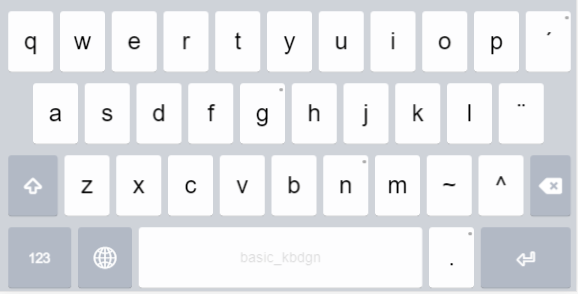 q w e r t y u i o p ´
a s d f g h j k l ¨
z x c v b n m ~ ^
123 basic_kbdgn .